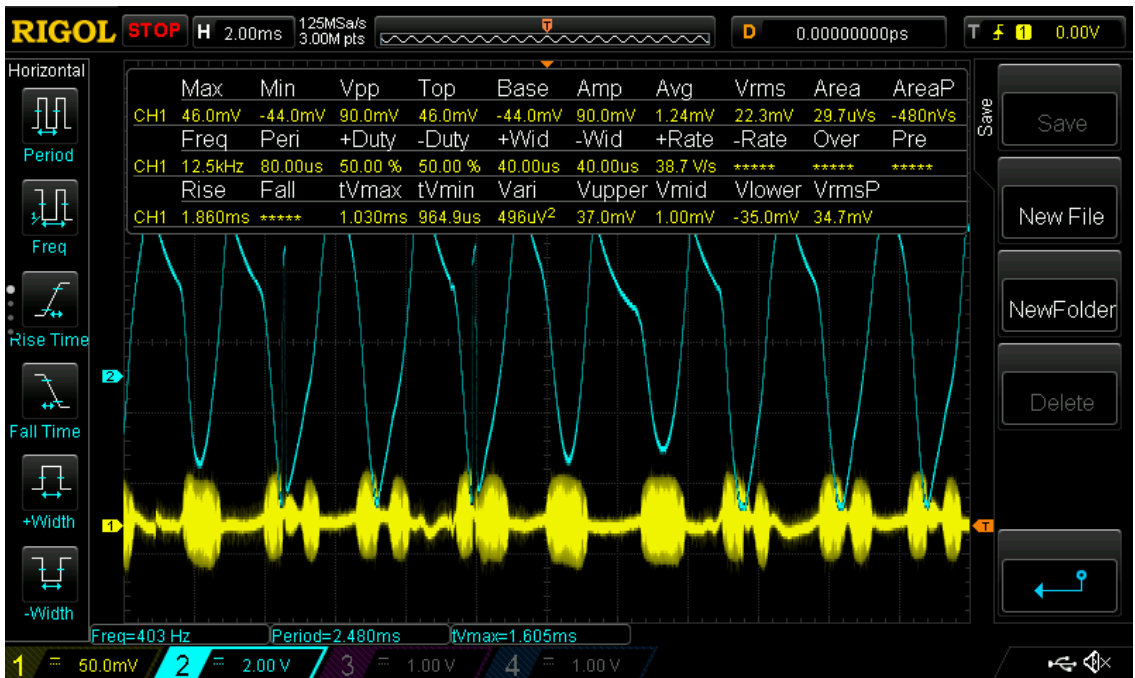 RIGOL STOP H 2.00ms 125MSa/s 3.00M pts T D 0.00000000ps T 1 0.00V
Horizontal
Period
Freq
Rise Time
Fall Time
+Width
-Width
Max Min Vpp Top Base Amp Avg Vrms Area AreaP
CH1 46.0mV -44.0mV 90.0mV 46.0mV -44.0mV 90.0mV 1.24mV 22.3mV 29.7uVs -480nVs
Freq Peri +Duty -Duty +Wid -Wid +Rate -Rate Over Pre
CH1 12.5kHz 80.00us 50.00 % 50.00 % 40.00us 40.00us 38.7 V/s ***** ***** *****
Rise Fall tVmax tVmin Vari Vupper Vmid Vlower VrmsP
CH1 1.860ms ***** 1.030ms 964.9us 496uV² 37.0mV 1.00mV -35.0mV 34.7mV
2
1
T
Save
Save
New File
NewFolder
Delete
Freq=403 Hz Period=2.480ms tVmax=1.605ms
1 50.0mV 2 2.00 V 3 1.00 V 4 1.00 V